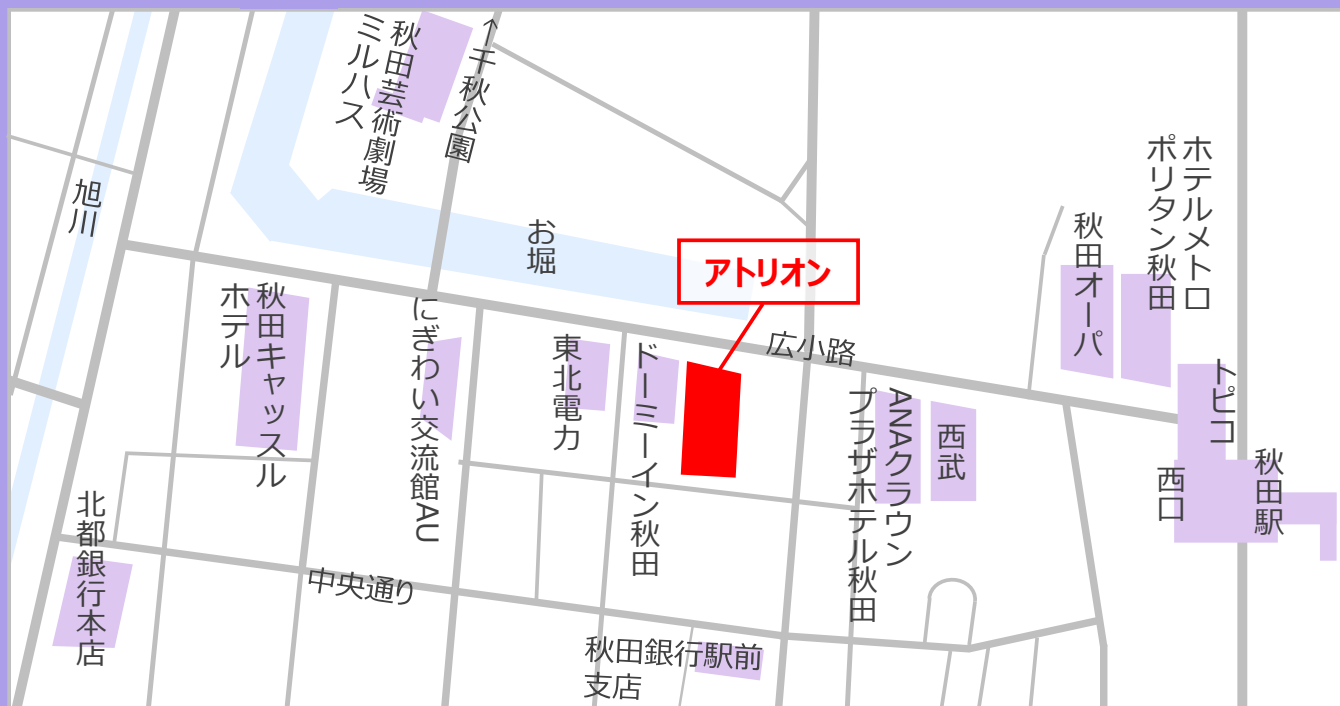 秋田芸術劇場
ミルハス
↑千秋公園
旭川
お堀
アトリオン
広小路
ホテルメトロ
ポリタン秋田
秋田オーパ
トピコ
秋田駅
西口
秋田キャッスル
ホテル
にぎわい交流館AU
東北電力
ドーミーイン秋田
ANAクラウン
プラザホテル秋田
西武
北都銀行本店
中央通り
秋田銀行駅前
支店